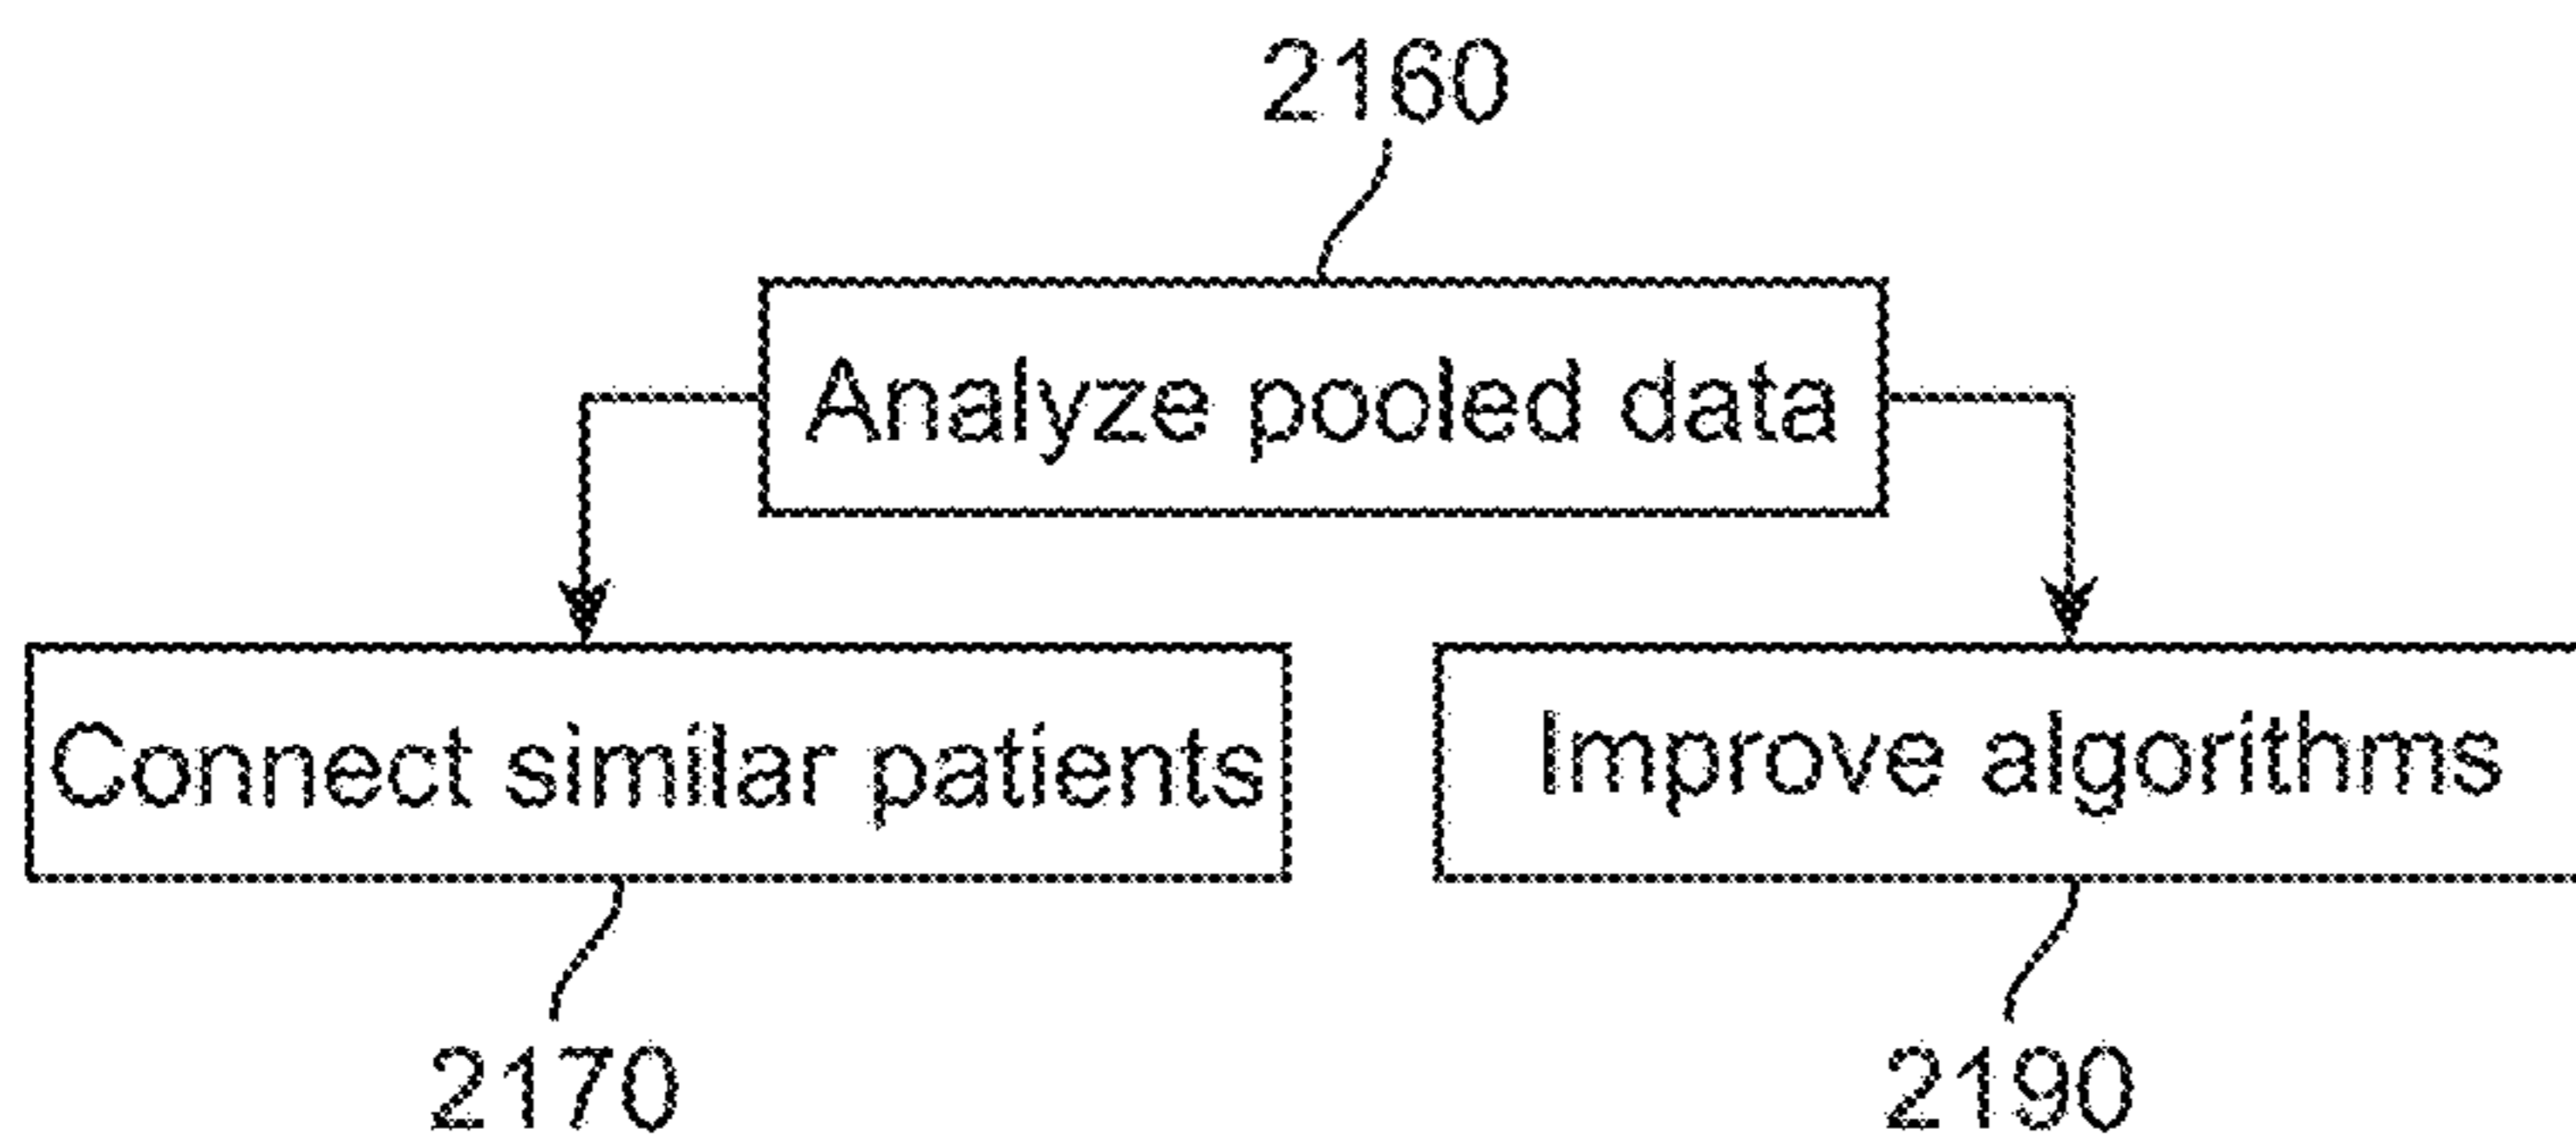 2160
Analyze pooled data
Connect similar patients
Improve algorithms
2170
2190